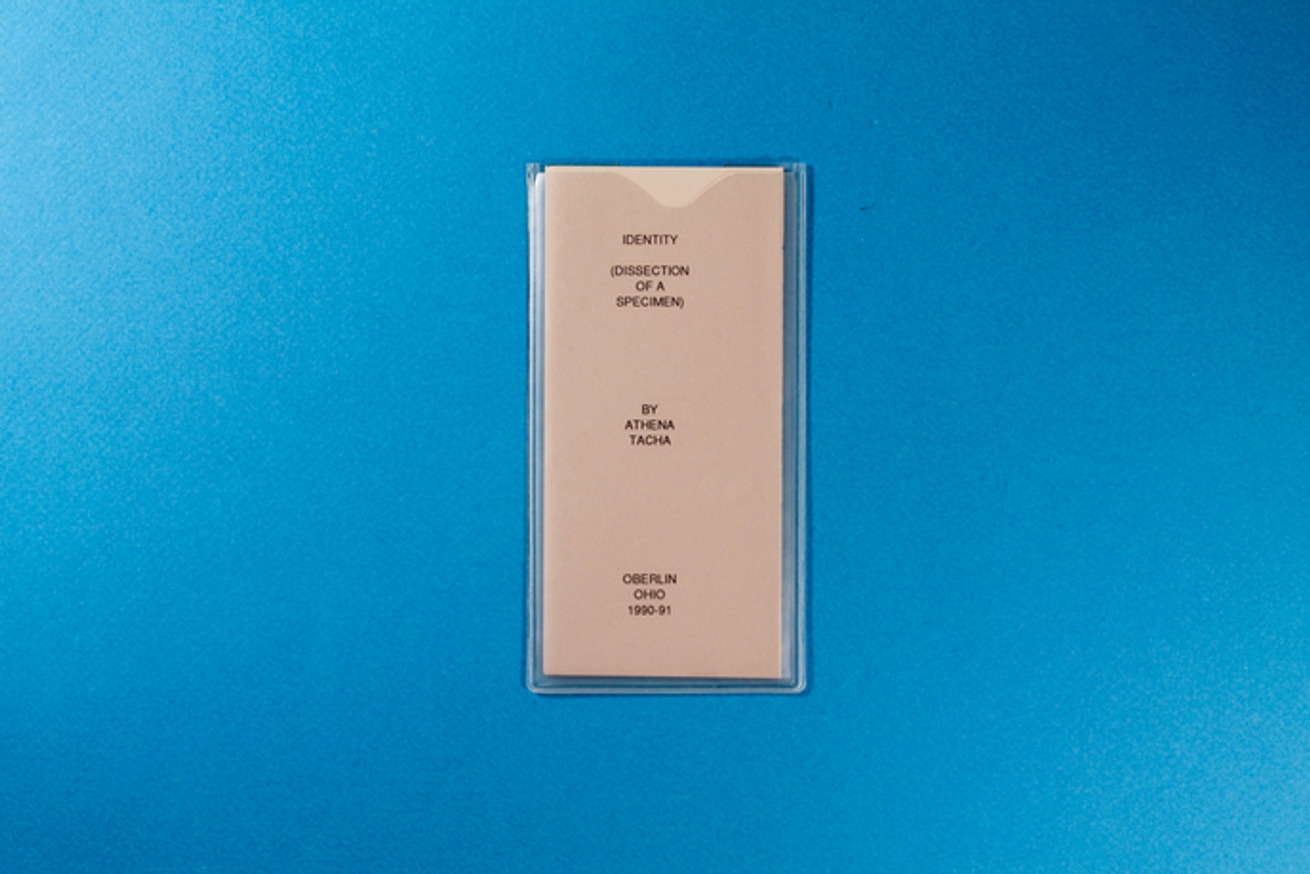 IDENTITY
(DISSECTION
OF A
SPECIMEN)
BY
ATHENA
TACHA
OBERLIN
OHIO
1990-91